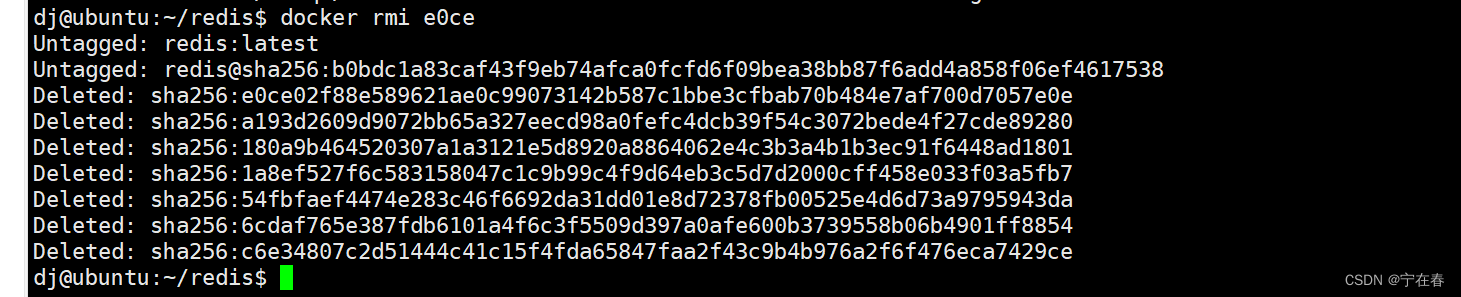 dj@ubuntu:~/redis$ docker rmi e0ce
Untagged: redis:latest
Untagged: redis@sha256:b0bdc1a83caf43f9eb74afca0fcfd6f09bea38bb87f6add4a858f06ef4617538
Deleted: sha256:e0ce02f88e589621ae0c99073142b587c1bbe3cfbab70b484e7af700d7057e0e
Deleted: sha256:a193d2609d9072bb65a327eecd98a0fefc4dcb39f54c3072bede4f27cde89280
Deleted: sha256:180a9b464520307a1a3121e5d8920a8864062e4c3b3a4b1b3ec91f6448ad1801
Deleted: sha256:1a8ef527f6c583158047c1c9b99c4f9d64eb3c5d7d2000cff458e033f03a5fb7
Deleted: sha256:54fbfaef4474e283c46f6692da31dd01e8d72378fb00525e4d6d73a9795943da
Deleted: sha256:6cdaf765e387fdb6101a4f6c3f5509d397a0afe600b3739558b06b4901ff8854
Deleted: sha256:c6e34807c2d51444c41c15f4fda65847faa2f43c9b4b976a2f6f476eca7429ce
dj@ubuntu:~/redis$
CSDN @宁在春